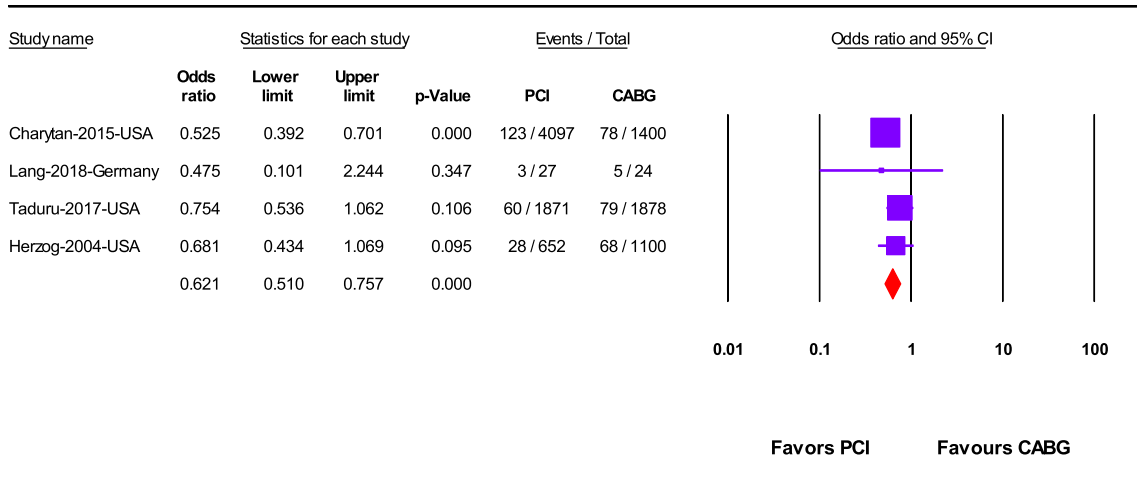 Study name Statistics for each study Events / Total Odds ratio and 95% CI
Odds ratio Lower limit Upper limit p-Value PCI CABG
Charytan-2015-USA 0.525 0.392 0.701 0.000 123 / 4097 78 / 1400
Lang-2018-Germany 0.475 0.101 2.244 0.347 3 / 27 5 / 24
Taduru-2017-USA 0.754 0.536 1.062 0.106 60 / 1871 79 / 1878
Herzog-2004-USA 0.681 0.434 1.069 0.095 28 / 652 68 / 1100
0.621 0.510 0.757 0.000
0.01 0.1 1 10 100
Favors PCI Favours CABG